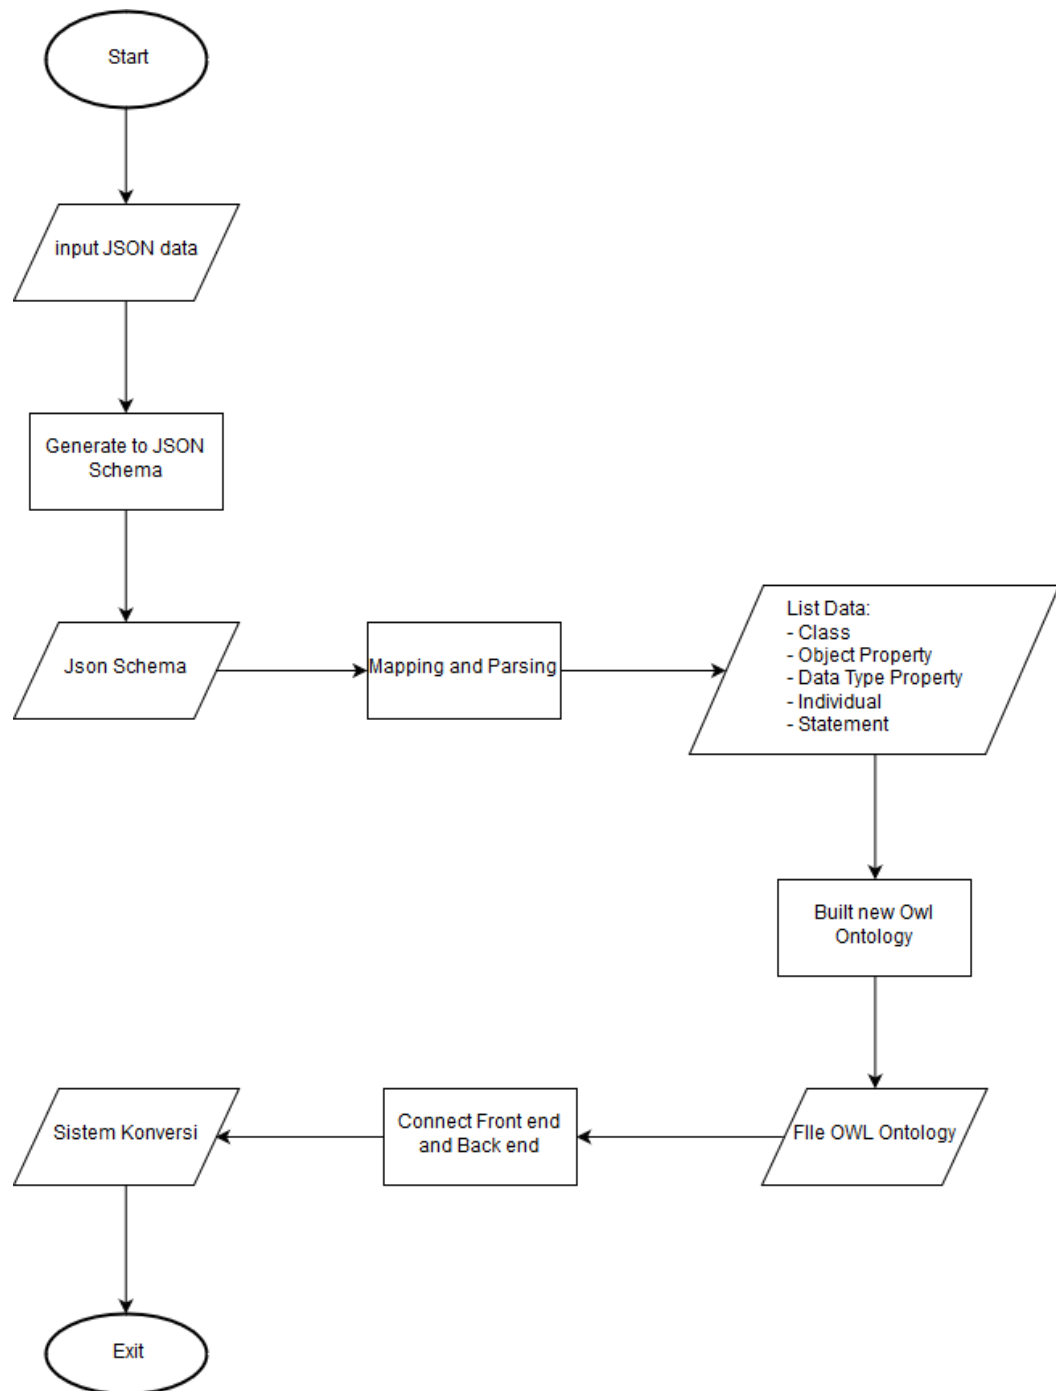 Start
input JSON data
Generate to JSON
Schema
Json Schema
Mapping and Parsing
List Data:
- Class
- Object Property
- Data Type Property
- Individual
- Statement
Built new Owl
Ontology
FIle OWL Ontology
Connect Front end
and Back end
Sistem Konversi
Exit